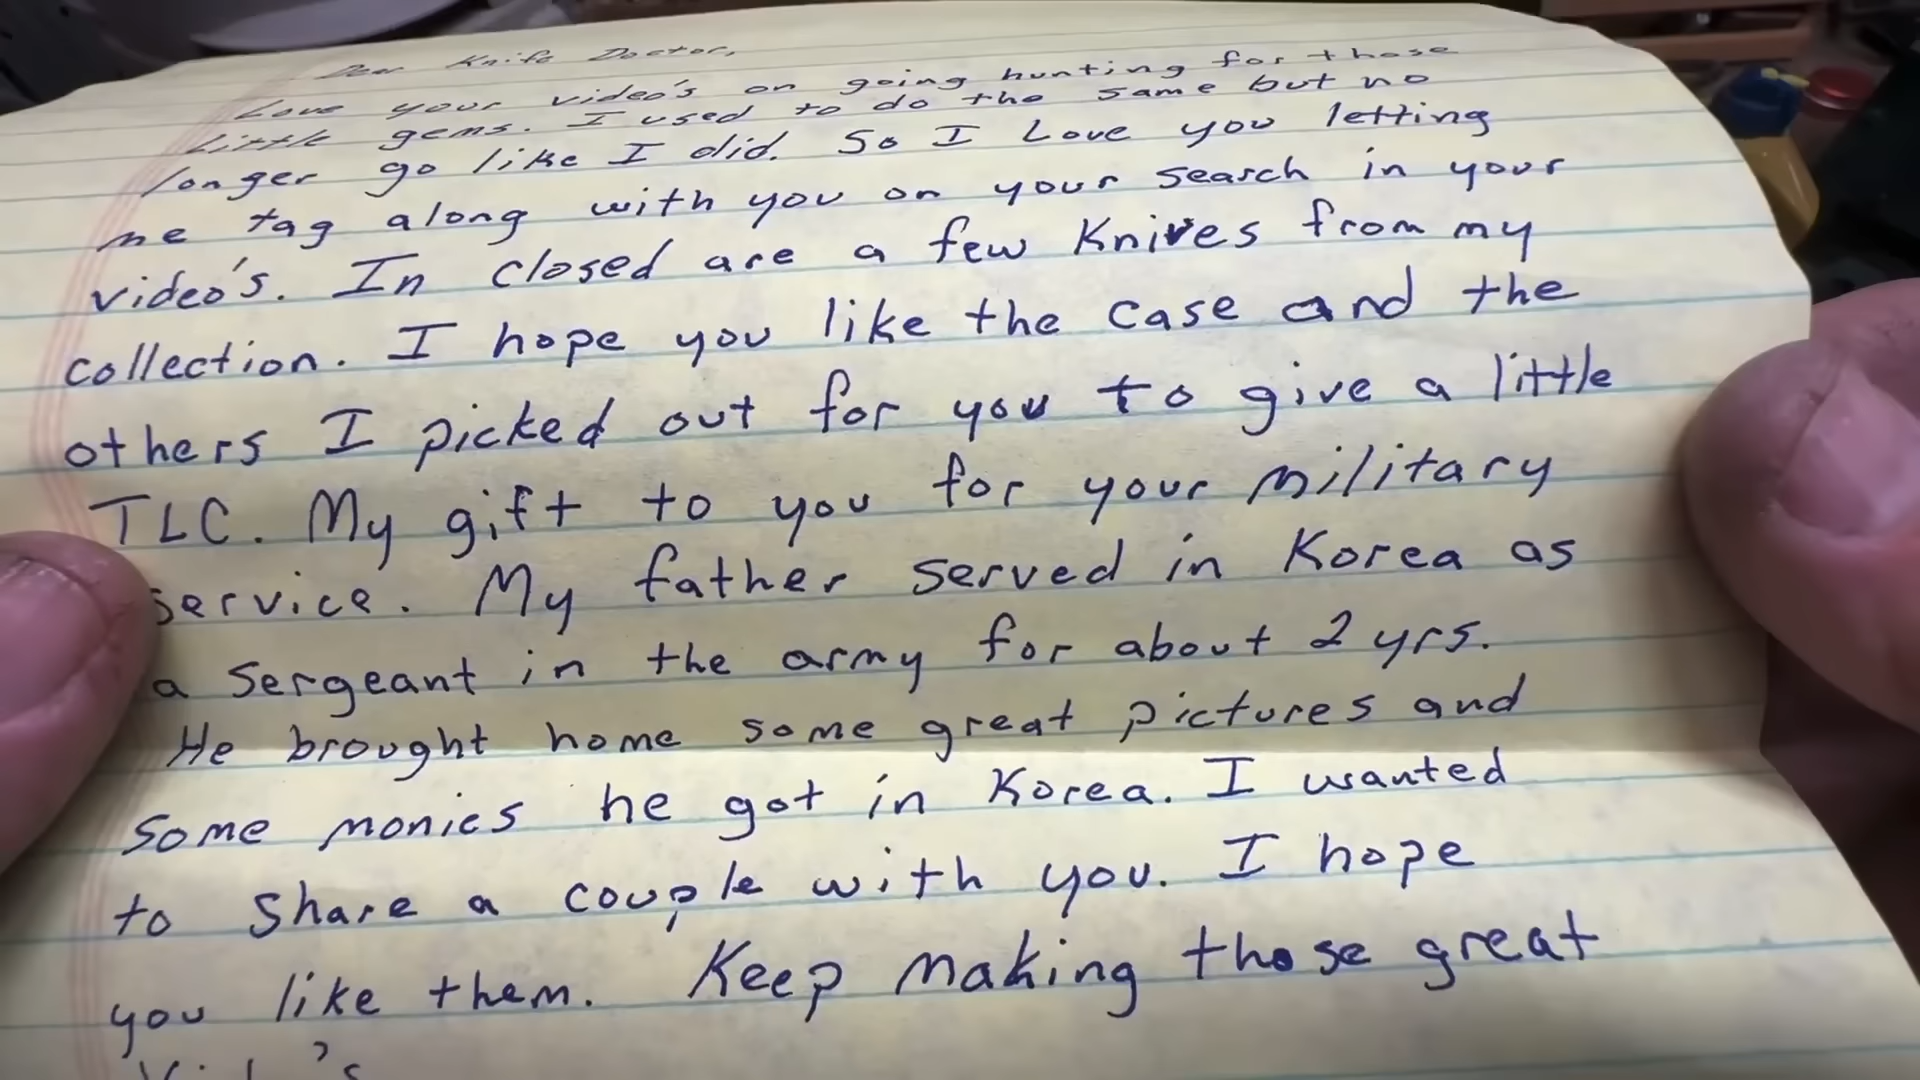 Dear Knife Doctor,
Love your video's on going hunting for those
little gems. I used to do the same but no
longer go like I did. So I Love you letting
me tag along with you on your search in your
video's. In closed are a few Knives from my
collection. I hope you like the case and the
others I picked out for you to give a little
TLC. My gift to you for your military
service. My father served in Korea as
a Sergeant in the army for about 2 yrs.
He brought home some great pictures and
some monies he got in Korea. I wanted
to share a couple with you. I hope
you like them. Keep making those great